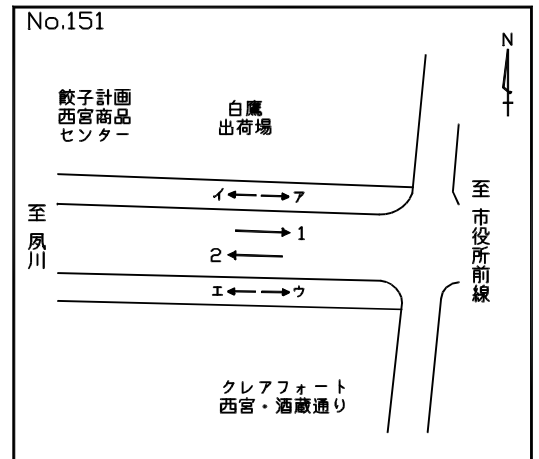 No.151
N
餃子計画
西宮商品
センター
白鷹
出荷場
イ
ア
至 夙川
1
2
至 市役所前線
エ
ウ
クレアフォート
西宮・酒蔵通り